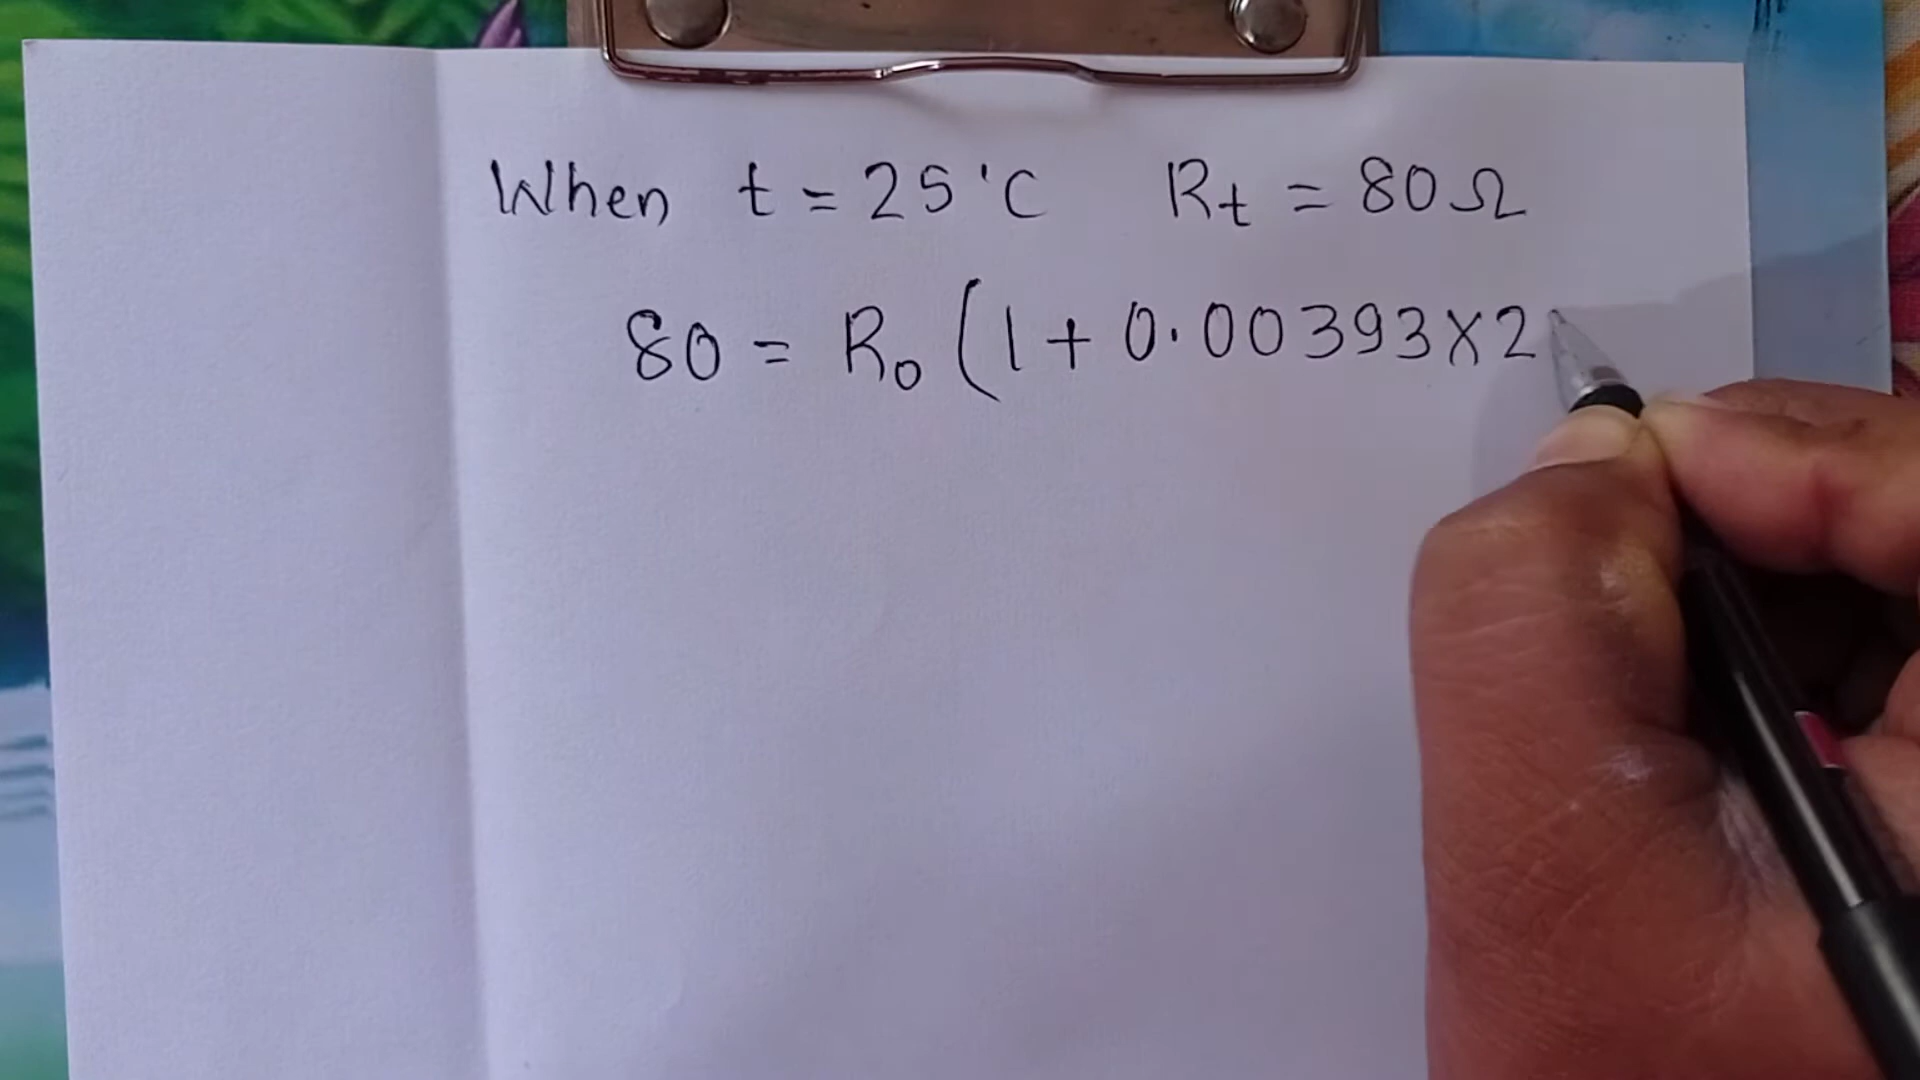 When t = 25°C Rt = 80Ω
80 = R0 (1 + 0.00393 X 2